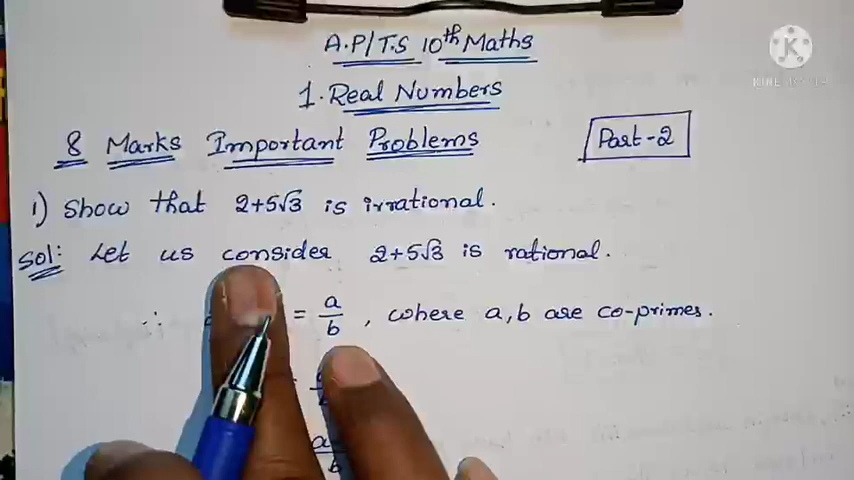 A.P/T.S 10th Maths
1. Real Numbers
8 Marks Important Problems
Part-2
1) Show that 2+5√3 is irrational.
Sol: Let us consider 2+5√3 is rational.
∴ = a/b , where a,b are co-primes.